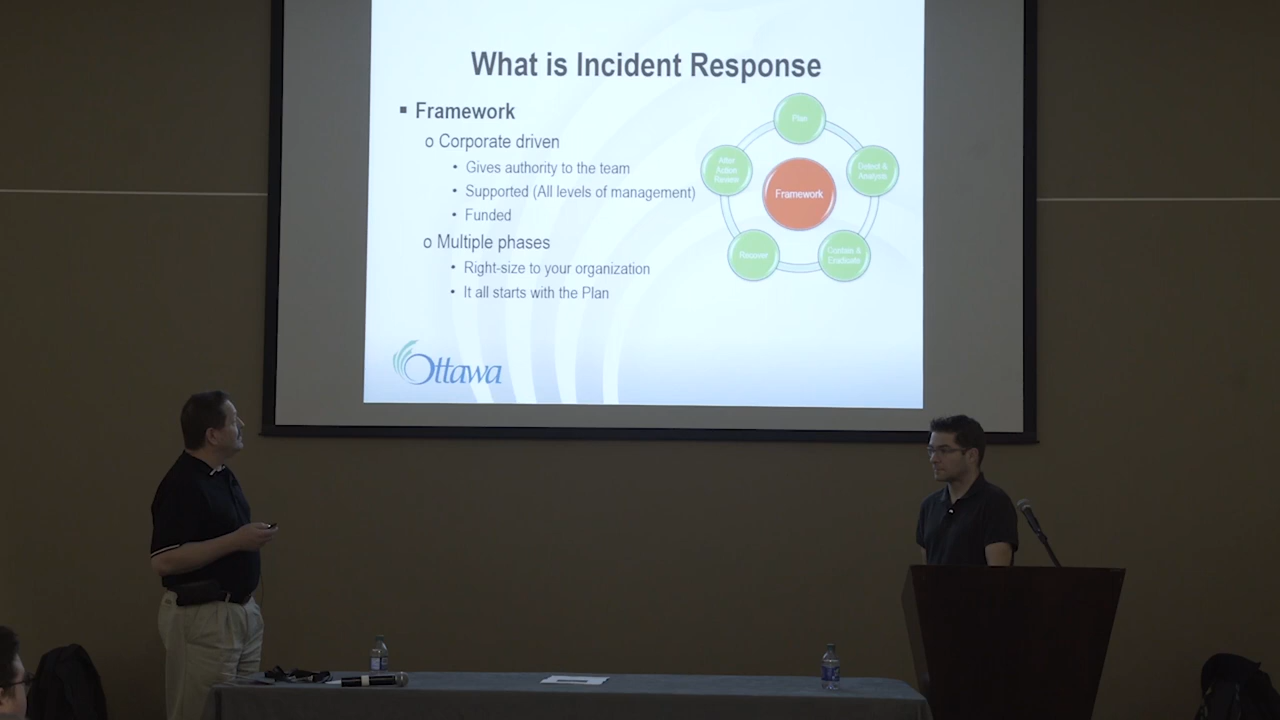 What is Incident Response
▪ Framework
o Corporate driven
• Gives authority to the team
• Supported (All levels of management)
• Funded
o Multiple phases
• Right-size to your organization
• It all starts with the Plan
Plan
Detect &
Analysis
Contain &
Eradicate
Recover
After
Action
Review
Framework
Ottawa